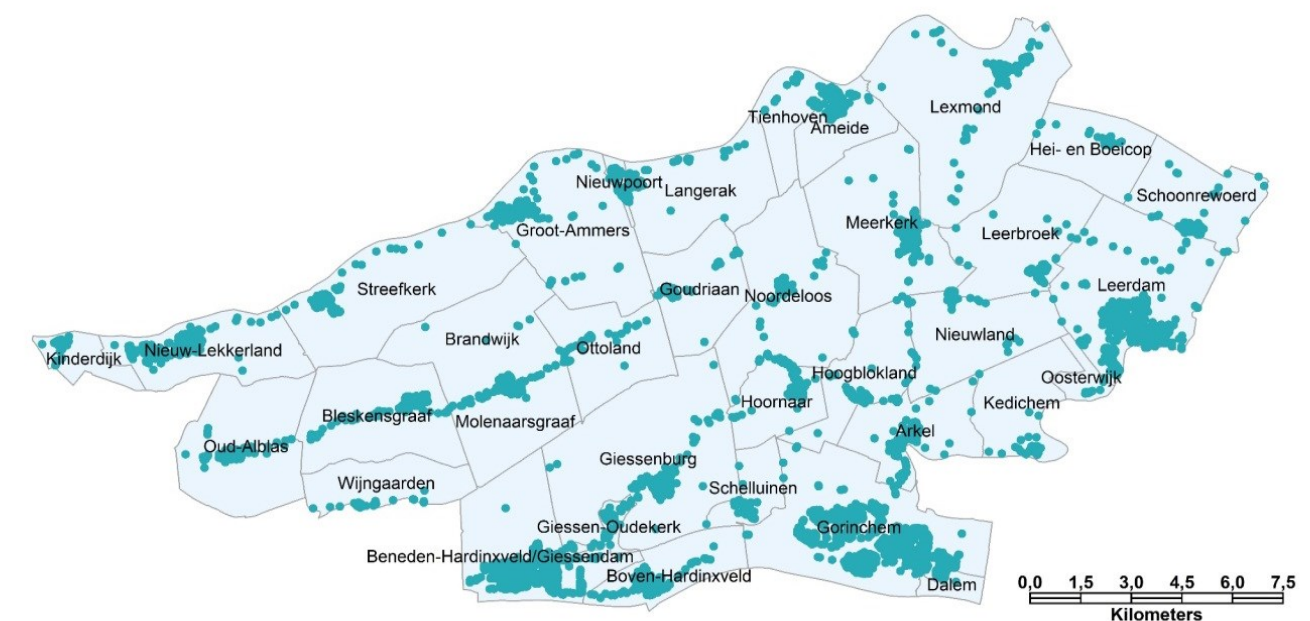 Lexmond
Tienhoven
Ameide
Hei- en Boeicop
Nieuwpoort
Langerak
Schoonrewoerd
Groot-Ammers
Meerkerk
Leerbroek
Streefkerk
Goudriaan
Noordeloos
Leerdam
Kinderdijk
Nieuw-Lekkerland
Brandwijk
Ottoland
Nieuwland
Hoogblokland
Oosterwijk
Bleskensgraaf
Molenaarsgraaf
Hoornaar
Kedichem
Oud-Alblas
Arkel
Giessenburg
Wijngaarden
Schelluinen
Giessen-Oudekerk
Gorinchem
Beneden-Hardinxveld/Giessendam
Boven-Hardinxveld
Dalem
0,0 1,5 3,0 4,5 6,0 7,5
Kilometers